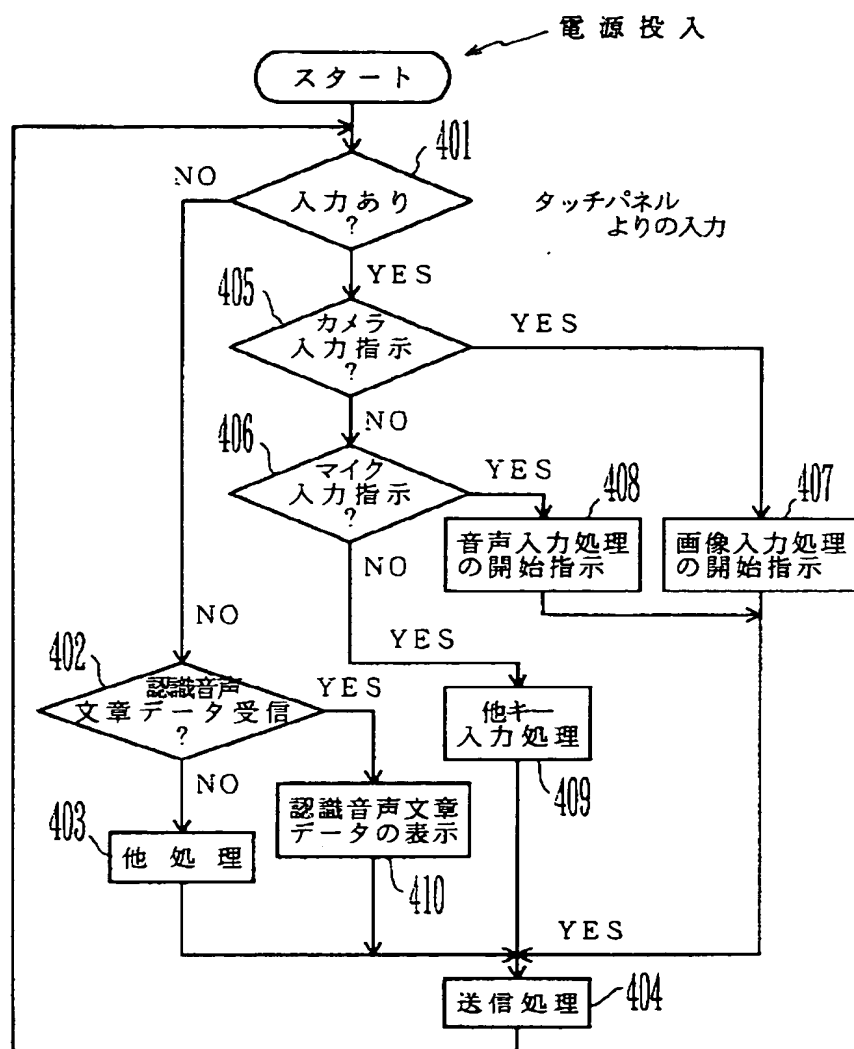 電源投入
スタート
401
NO
入力あり
?
タッチパネル
よりの入力
YES
405
カメラ
入力指示
?
YES
NO
406
マイク
入力指示
?
YES
408
407
音声入力処理
の開始指示
画像入力処理
の開始指示
NO
NO
YES
402
認識音声
文章データ受信
?
YES
他キー
入力処理
409
NO
認識音声文章
データの表示
403
他処理
410
YES
送信処理
404